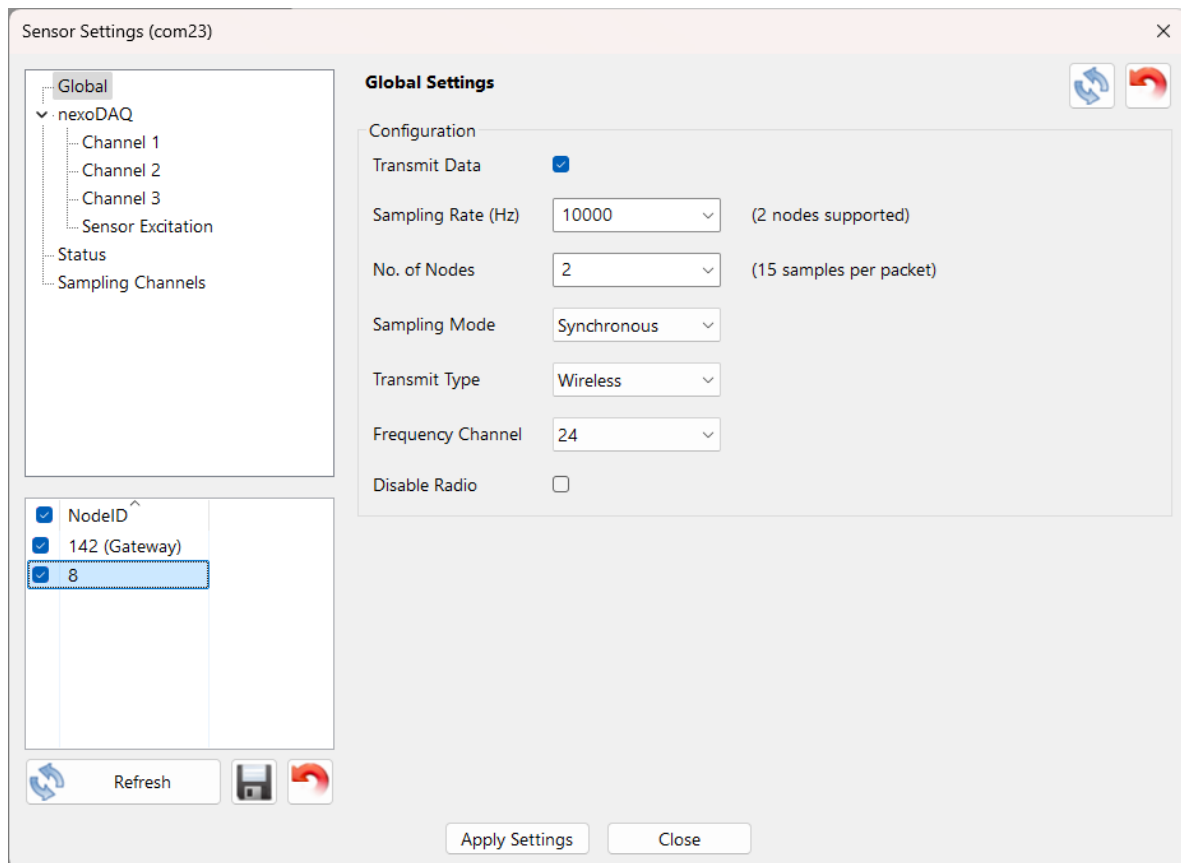 Sensor Settings (com23)
Global
nexoDAQ
Channel 1
Channel 2
Channel 3
Sensor Excitation
Status
Sampling Channels
NodeID
142 (Gateway)
8
Refresh
Global Settings
Configuration
Transmit Data
Sampling Rate (Hz) 10000 (2 nodes supported)
No. of Nodes 2 (15 samples per packet)
Sampling Mode Synchronous
Transmit Type Wireless
Frequency Channel 24
Disable Radio
Apply Settings Close